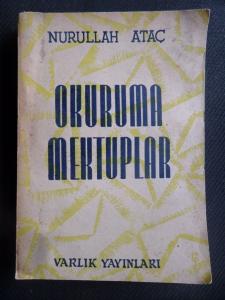 NURULLAH ATAÇ
OKURUMA
MEKTUPLAR
VARLIK YAYINLARI